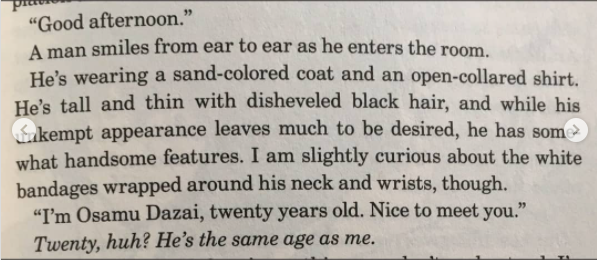 “Good afternoon.”
A man smiles from ear to ear as he enters the room.
He’s wearing a sand-colored coat and an open-collared shirt.
He’s tall and thin with disheveled black hair, and while his
unkempt appearance leaves much to be desired, he has some-
what handsome features. I am slightly curious about the white
bandages wrapped around his neck and wrists, though.
“I’m Osamu Dazai, twenty years old. Nice to meet you.”
Twenty, huh? He’s the same age as me.